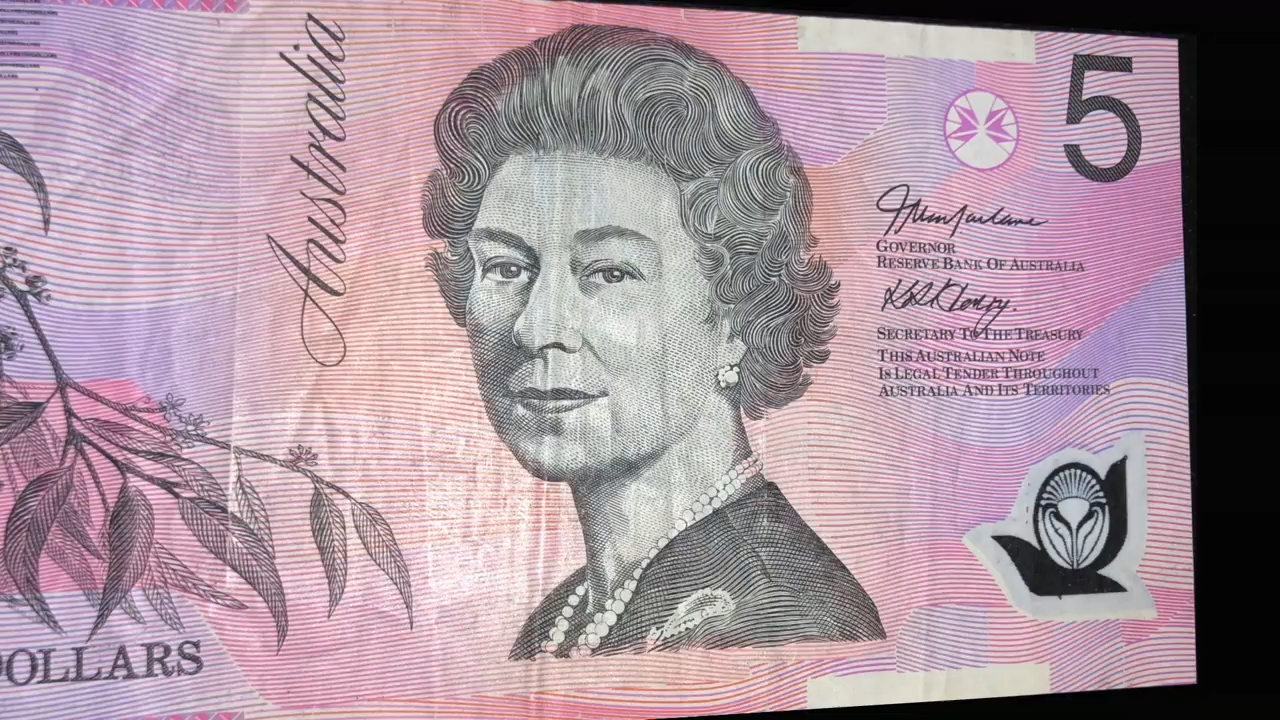 Australia
5
GOVERNOR
RESERVE BANK OF AUSTRALIA
SECRETARY TO THE TREASURY
THIS AUSTRALIAN NOTE
IS LEGAL TENDER THROUGHOUT
AUSTRALIA AND ITS TERRITORIES
DOLLARS